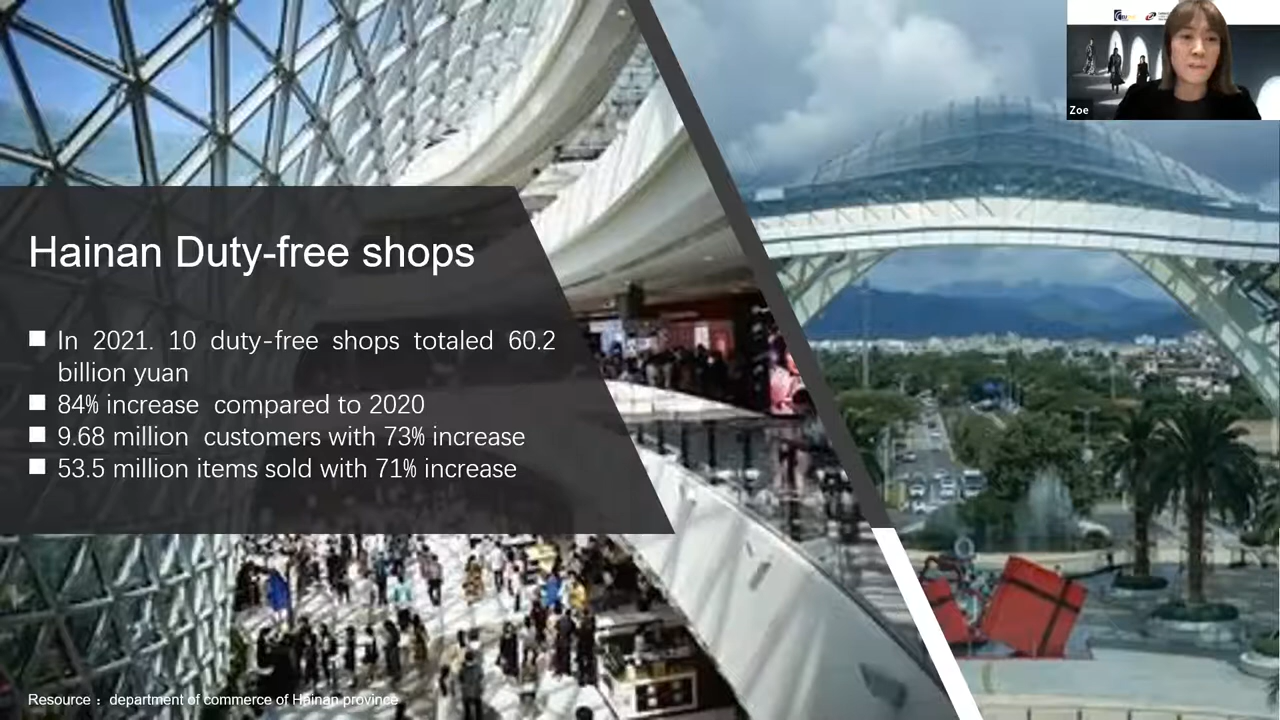 Hainan Duty-free shops
In 2021. 10 duty-free shops totaled 60.2
billion yuan
84% increase compared to 2020
9.68 million customers with 73% increase
53.5 million items sold with 71% increase
Resource： department of commerce of Hainan province
Zoe